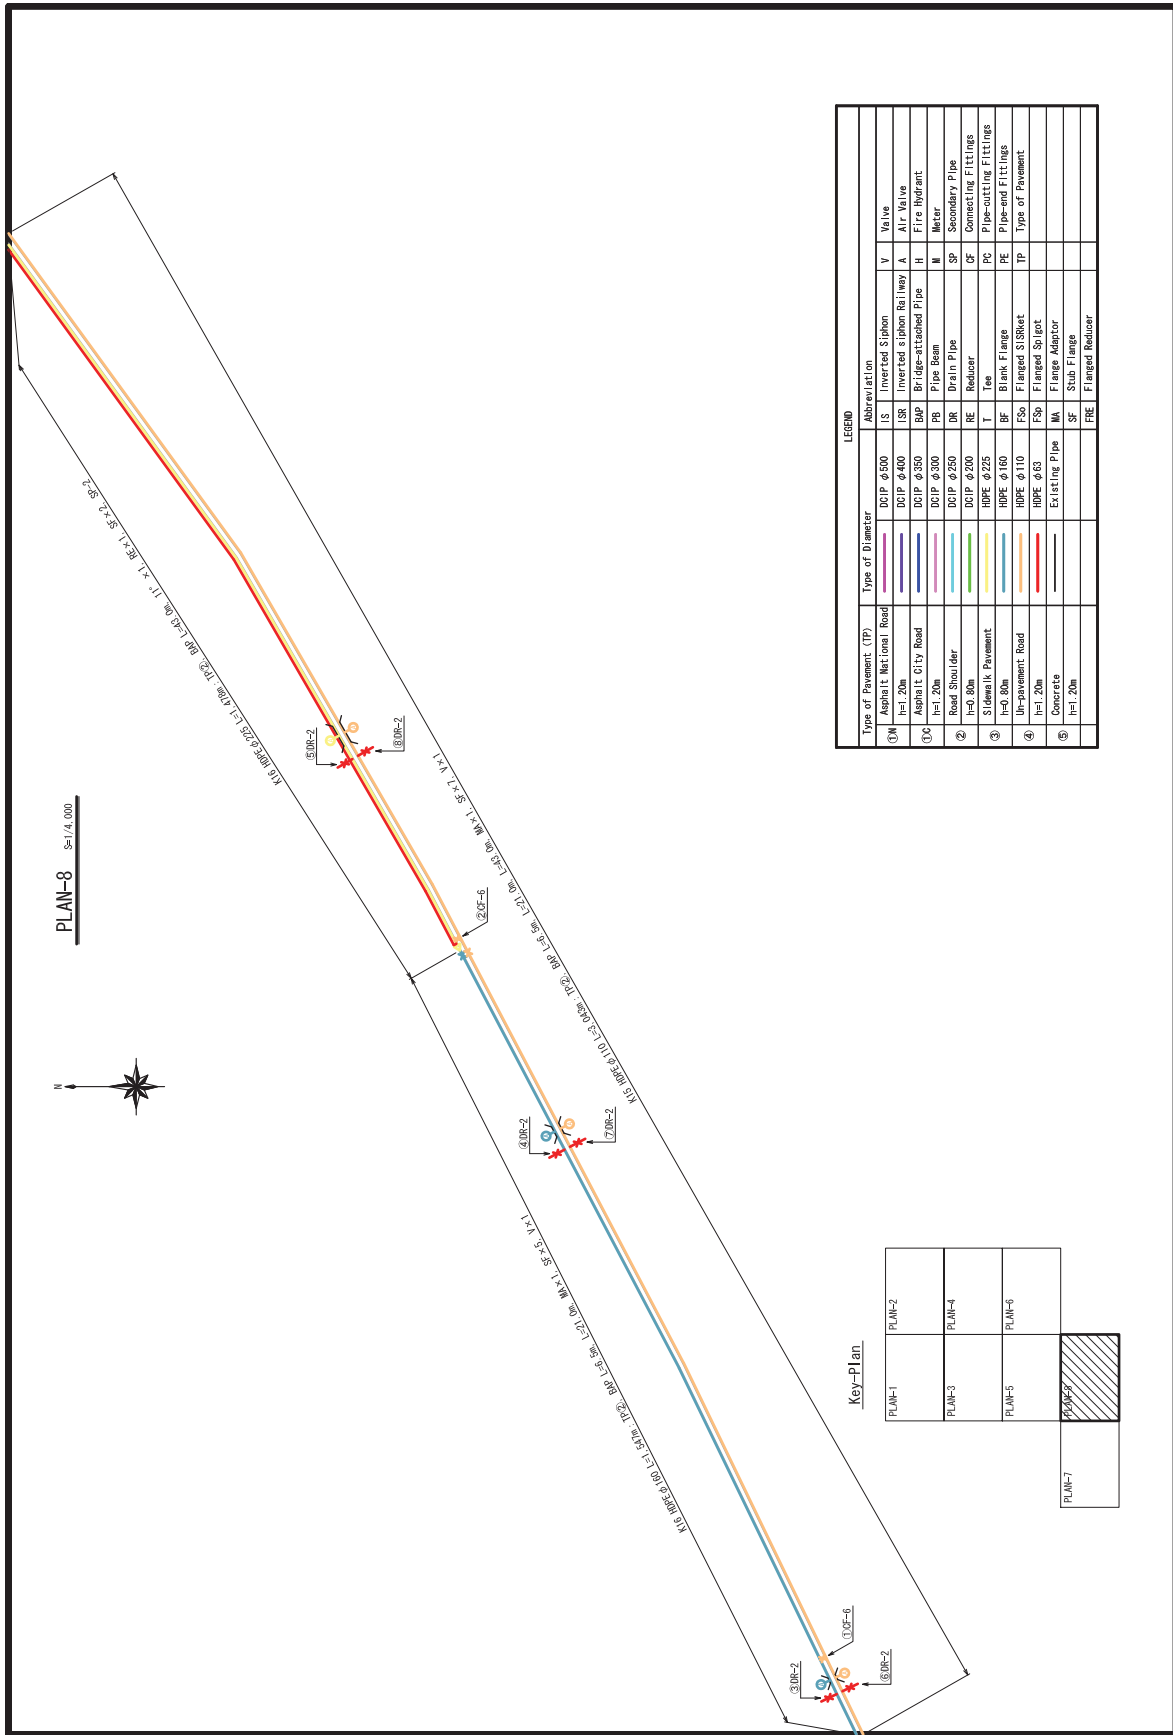 PLAN-8 S=1/4,000
N
K16 HDPEφ225 L=1,478m : TP②, BAP L=43.0m, 11°×1, RE×1, SF×2, SP-2
K15 HDPEφ110 L=3,043m : TP②, BAP L=6.5m, L=21.0m, L=43.0m, MA×1, SF×7, V×1
K16 HDPEφ160 L=1,547m : TP②, BAP L=6.5m, L=21.0m, MA×1, SF×5, V×1
⑤DR-2
⑧DR-2
②CF-6
④DR-2
⑦DR-2
①CF-6
③DR-2
⑥DR-2
LEGEND
Type of Pavement (TP) Type of Diameter Abbreviation
①N Asphalt National Road DCIP φ500 IS Inverted Siphon V Valve
h=1.20m DCIP φ400 ISR Inverted siphon Railway A Air Valve
①C Asphalt City Road DCIP φ350 BAP Bridge-attached Pipe H Fire Hydrant
h=1.20m DCIP φ300 PB Pipe Beam M Meter
② Road Shoulder DCIP φ250 DR Drain Pipe SP Secondary Pipe
h=0.80m DCIP φ200 RE Reducer CF Connecting Fittings
③ Sidewalk Pavement HDPE φ225 T Tee PC Pipe-cutting Fittings
h=0.80m HDPE φ160 BF Blank Flange PE Pipe-end Fittings
④ Un-pavement Road HDPE φ110 FSo Flanged SISRket TP Type of Pavement
h=1.20m HDPE φ63 FSp Flanged Spigot
⑤ Concrete Existing Pipe MA Flange Adaptor
h=1.20m SF Stub Flange
FRE Flanged Reducer
Key-Plan
PLAN-1 PLAN-2
PLAN-3 PLAN-4
PLAN-5 PLAN-6
PLAN-7 PLAN-8